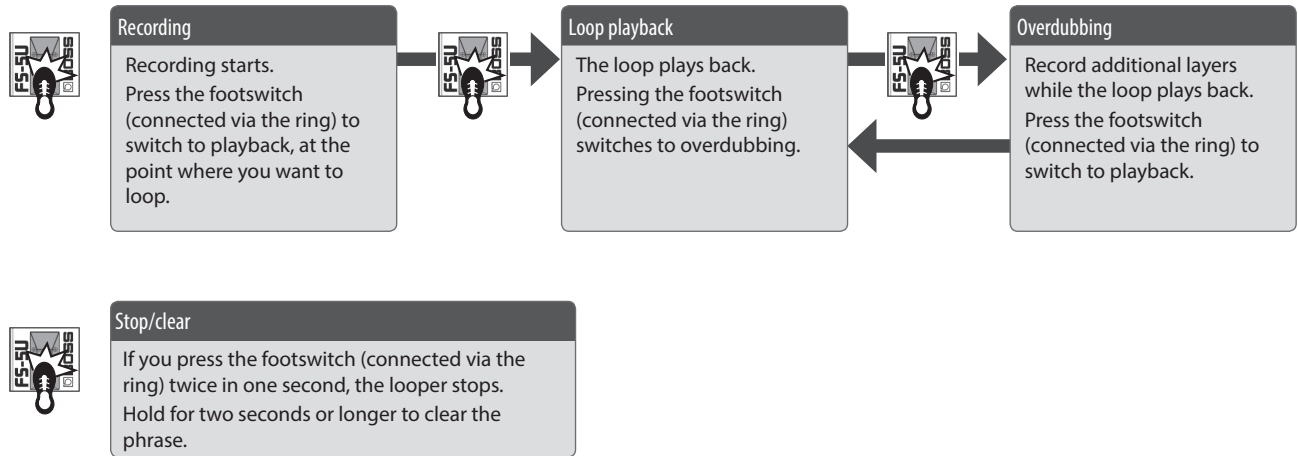 FS-5U
BOSS
Recording
Recording starts.
Press the footswitch
(connected via the ring) to
switch to playback, at the
point where you want to
loop.
FS-5U
BOSS
Loop playback
The loop plays back.
Pressing the footswitch
(connected via the ring)
switches to overdubbing.
FS-5U
BOSS
Overdubbing
Record additional layers
while the loop plays back.
Press the footswitch
(connected via the ring) to
switch to playback.
FS-5U
BOSS
Stop/clear
If you press the footswitch (connected via the
ring) twice in one second, the looper stops.
Hold for two seconds or longer to clear the
phrase.